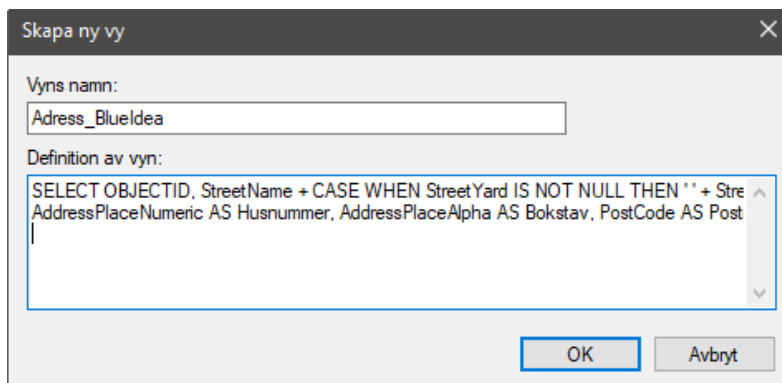 Skapa ny vy
Vyns namn:
Adress_BlueIdea
Definition av vyn:
SELECT OBJECTID, StreetName + CASE WHEN StreetYard IS NOT NULL THEN ' ' + Stre
AddressPlaceNumeric AS Husnummer, AddressPlaceAlpha AS Bokstav, PostCode AS Post
OK
Avbryt